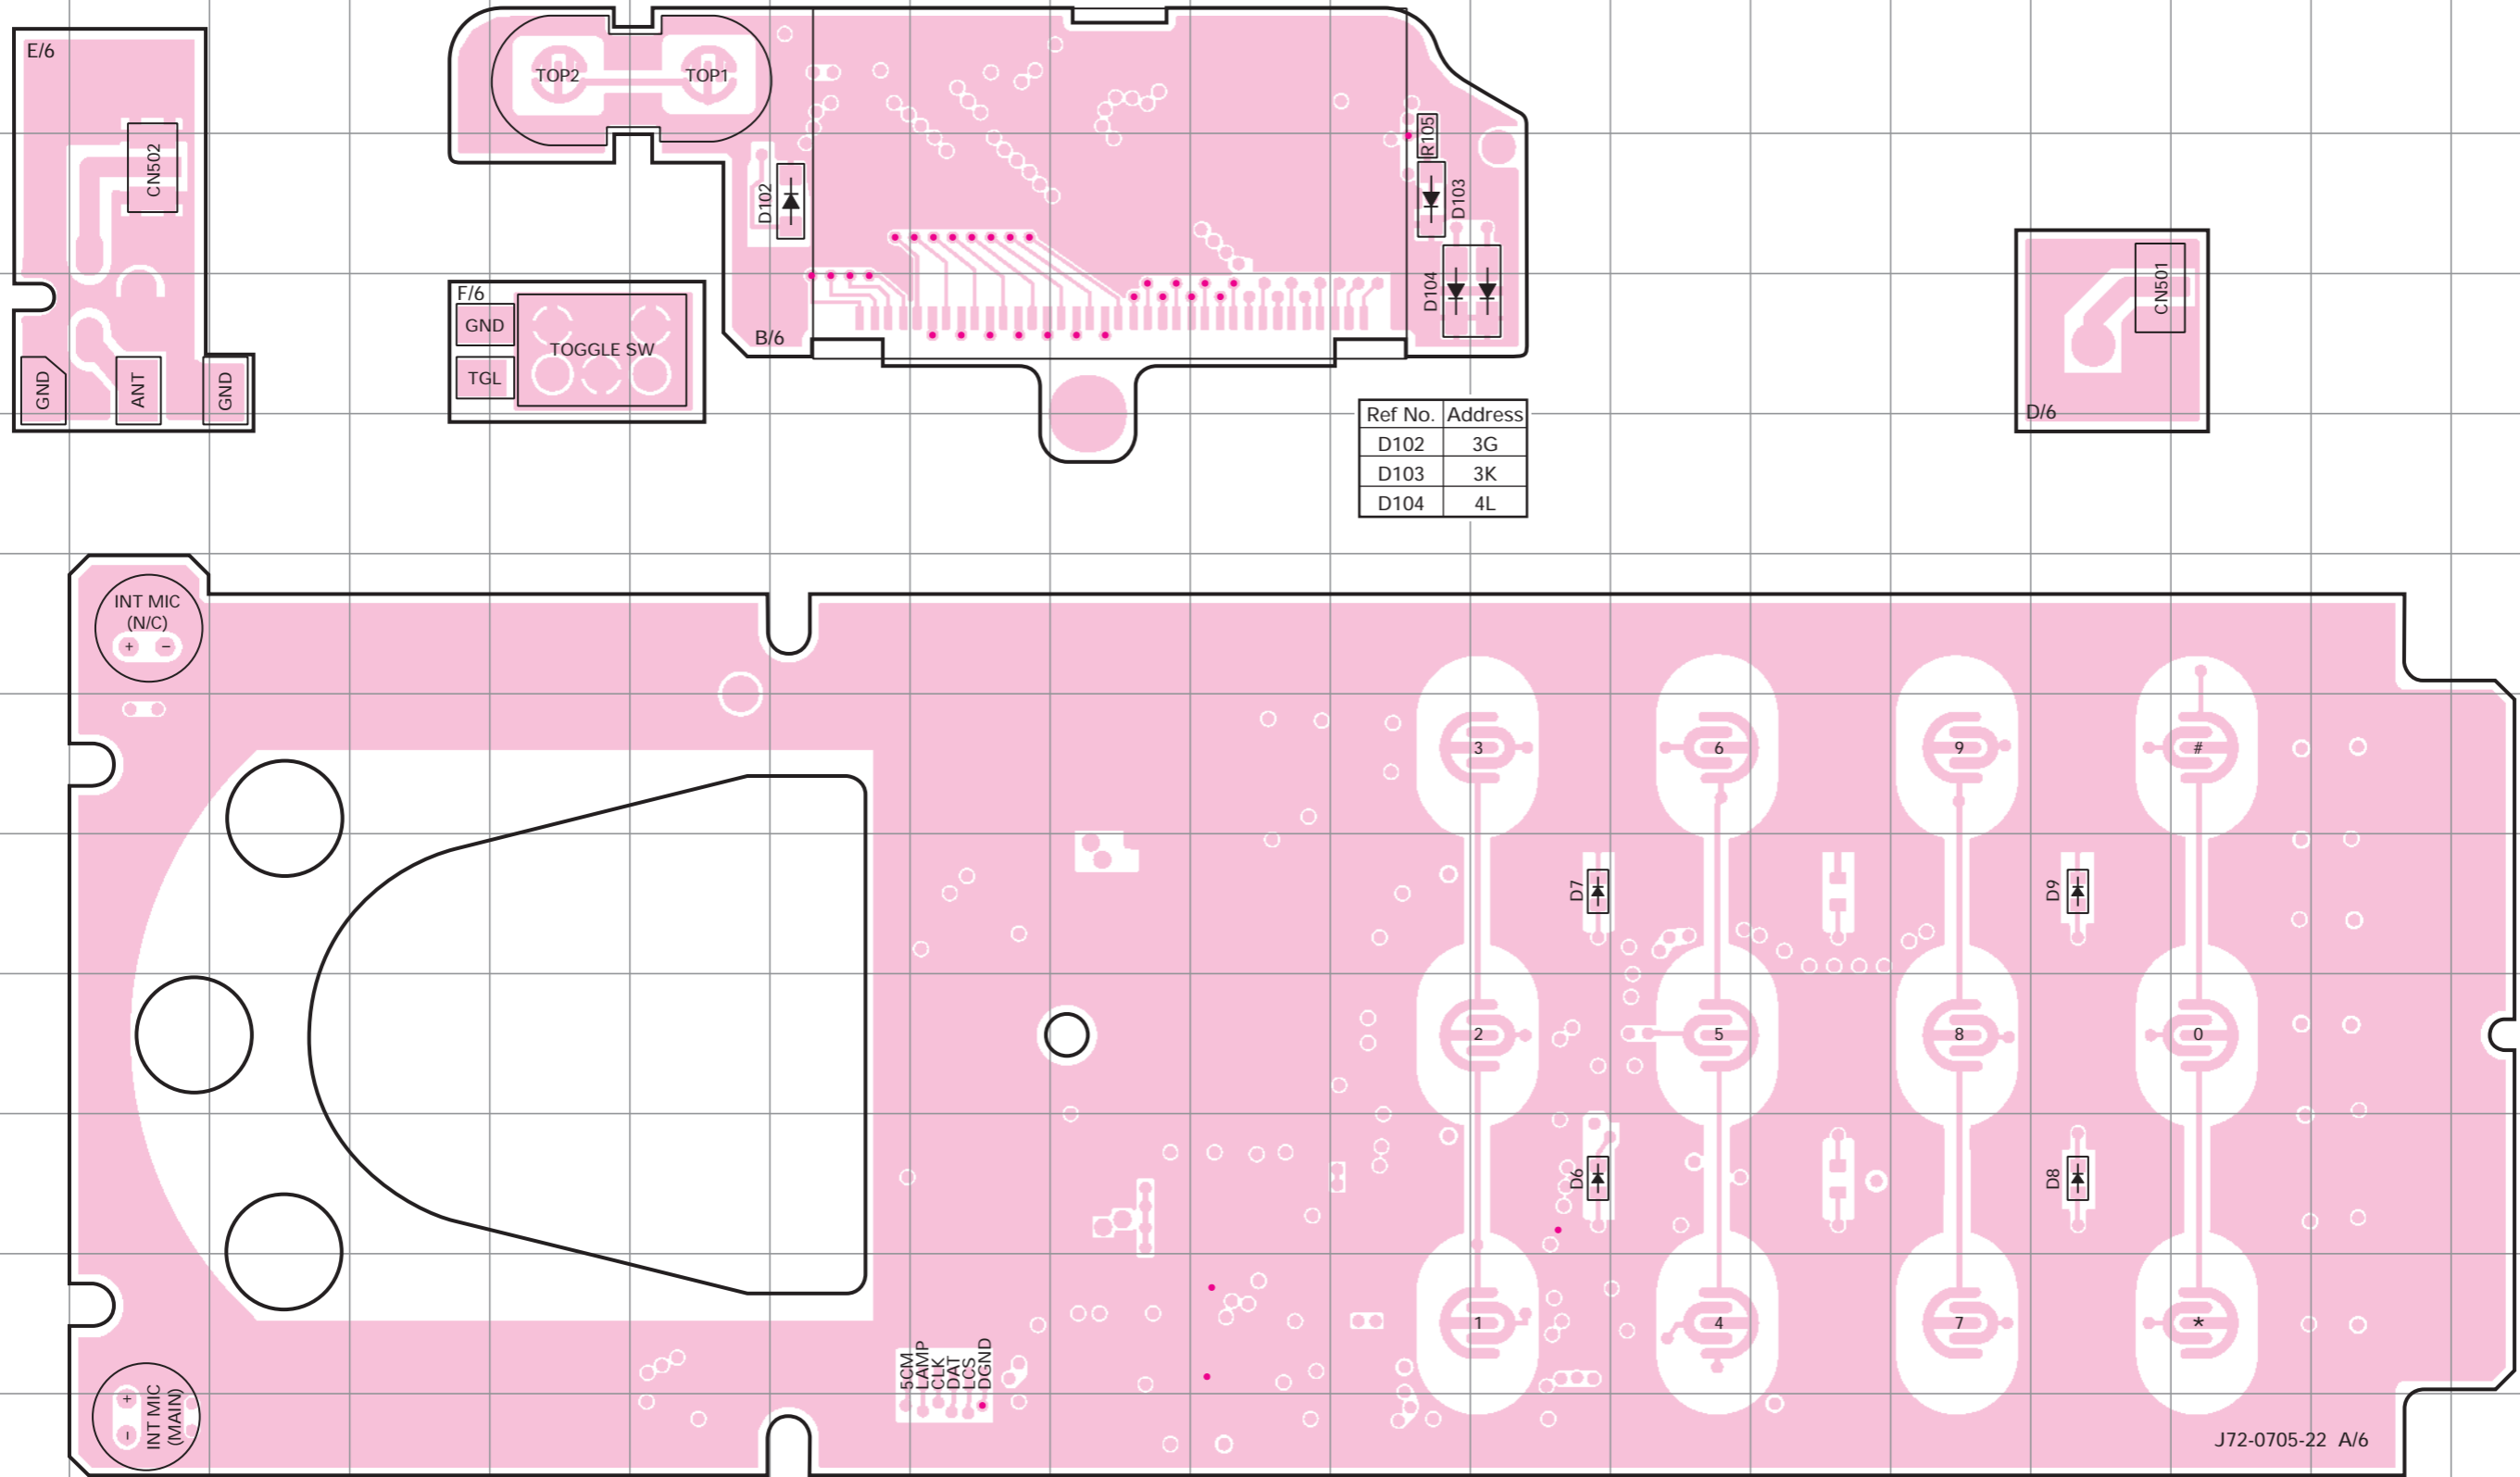 E/6
CN502
GND
ANT
GND
TOP2
TOP1
D102
B/6
R105
D103
D104
F/6
GND
TGL
TOGGLE SW
CN501
D/6
Ref No. Address
D102 3G
D103 3K
D104 4L
INT MIC
(N/C)
+ −
3 6 9 #
D7
D9
2 5 8 0
D6
D8
1 4 7 *
5CM
LAMP
CLK
DAT
LCS
DGND
+
−
INT MIC
(MAIN)
J72-0705-22 A/6